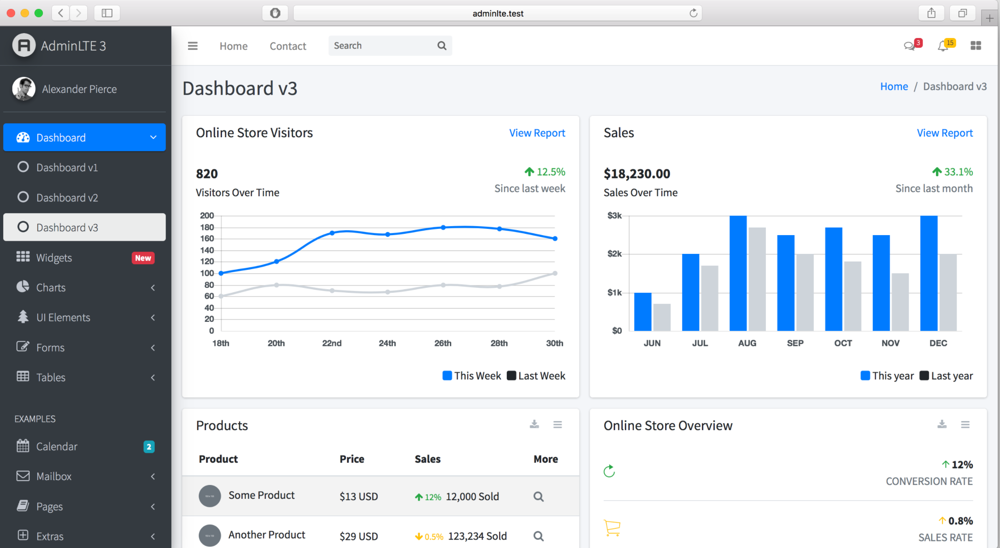 adminlte.test
AdminLTE 3
Home Contact Search 3 15
Alexander Pierce
Dashboard
Dashboard v1
Dashboard v2
Dashboard v3
Widgets New
Charts
UI Elements
Forms
Tables
EXAMPLES
Calendar 2
Mailbox
Pages
Extras
Dashboard v3
Home / Dashboard v3
Online Store Visitors View Report
820 12.5%
Visitors Over Time Since last week
200
180
160
140
120
100
80
60
40
20
0
18th 20th 22nd 24th 26th 28th 30th
This Week Last Week
Sales View Report
$18,230.00 33.1%
Sales Over Time Since last month
$3k
$2k
$1k
$0
JUN JUL AUG SEP OCT NOV DEC
This year Last year
Products
Product Price Sales More
Some Product $13 USD 12% 12,000 Sold
Another Product $29 USD 0.5% 123,234 Sold
Online Store Overview
12%
CONVERSION RATE
0.8%
SALES RATE